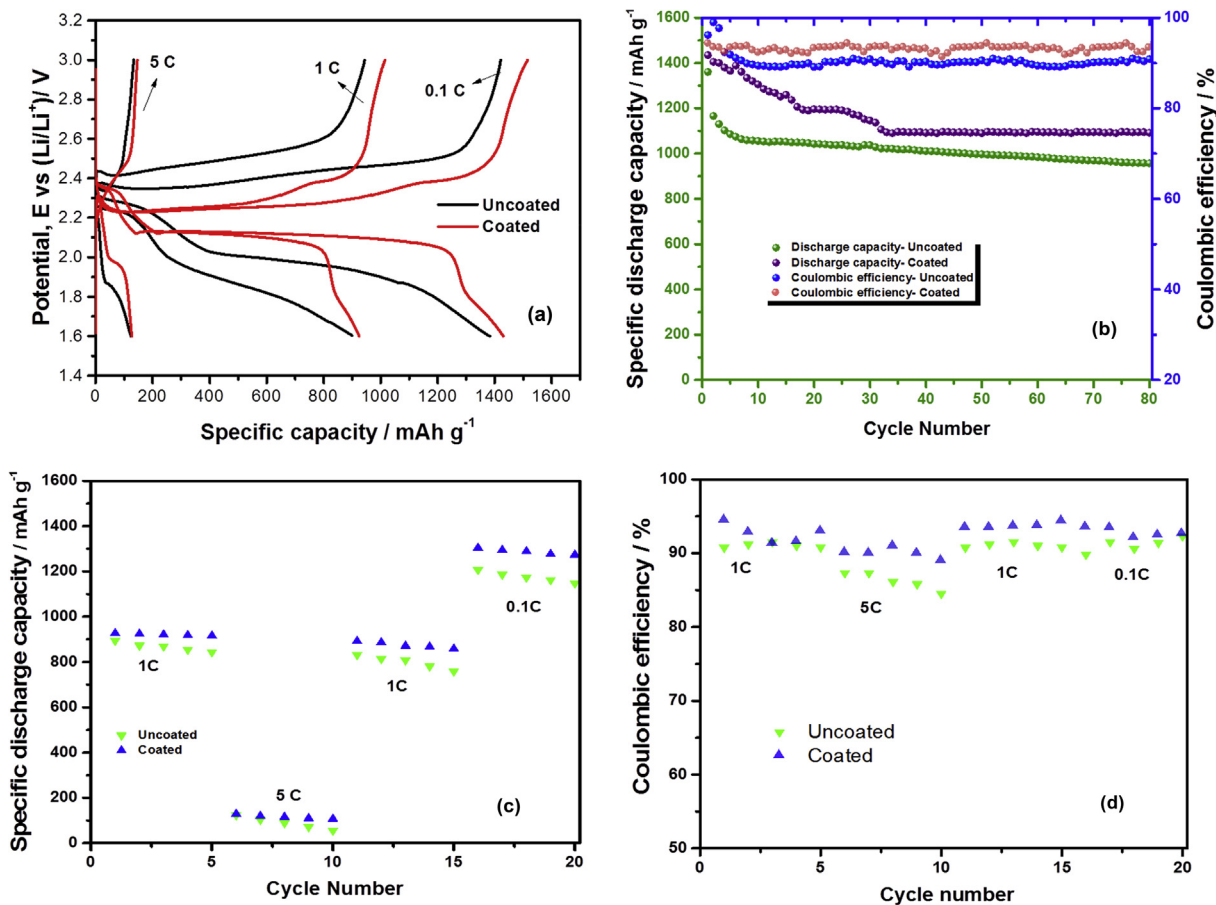 (a)
5 C
1 C
0.1 C
Uncoated
Coated
Potential, E vs (Li/Li⁺)/ V
3.2
3.0
2.8
2.6
2.4
2.2
2.0
1.8
1.6
1.4
0 200 400 600 800 1000 1200 1400 1600
Specific capacity / mAh g⁻¹
Specific discharge capacity / mAh g⁻¹
1600
1400
1200
1000
800
600
400
200
0
Discharge capacity- Uncoated
Discharge capacity- Coated
Coulombic efficiency- Uncoated
Coulombic efficiency- Coated
(b)
100
90
80
70
60
50
40
30
20
Coulombic efficiency / %
0 10 20 30 40 50 60 70 80
Cycle Number
Specific discharge capacity / mAh g⁻¹
1600
1400
1200
1000
800
600
400
200
0
1C
5 C
1C
0.1C
Uncoated
Coated
(c)
0 5 10 15 20
Cycle Number
Coulombic efficiency / %
100
90
80
70
60
50
1C
5C
1C
0.1C
Uncoated
Coated
(d)
0 5 10 15 20
Cycle number